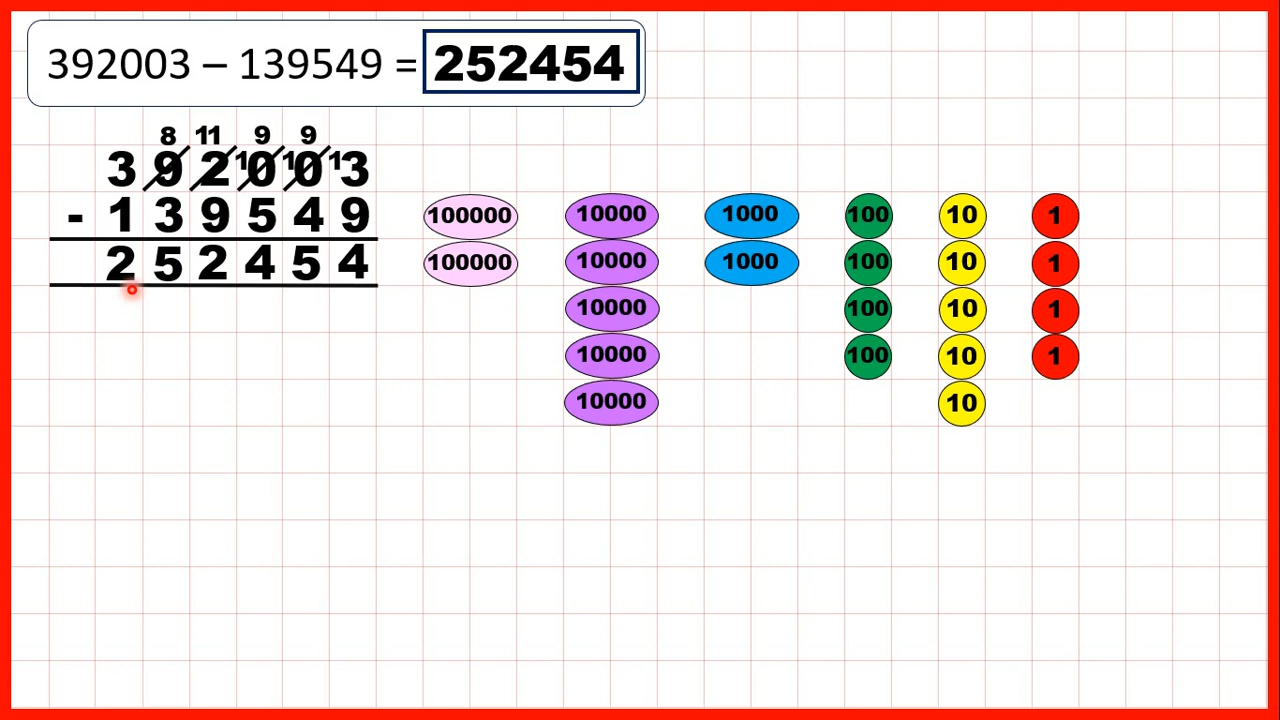 392003 – 139549 = 252454
8 11 9 9
3 9 2 10 10 13
- 1 3 9 5 4 9
2 5 2 4 5 4
100000 10000 1000 100 10 1
100000 10000 1000 100 10 1
10000 100 10 1
10000 100 10 1
10000 10